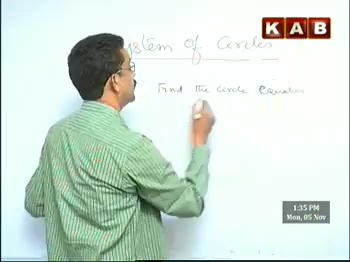 KAB
ystem of Circles
Find the circle Equation
1:35 PM
Mon, 05 Nov